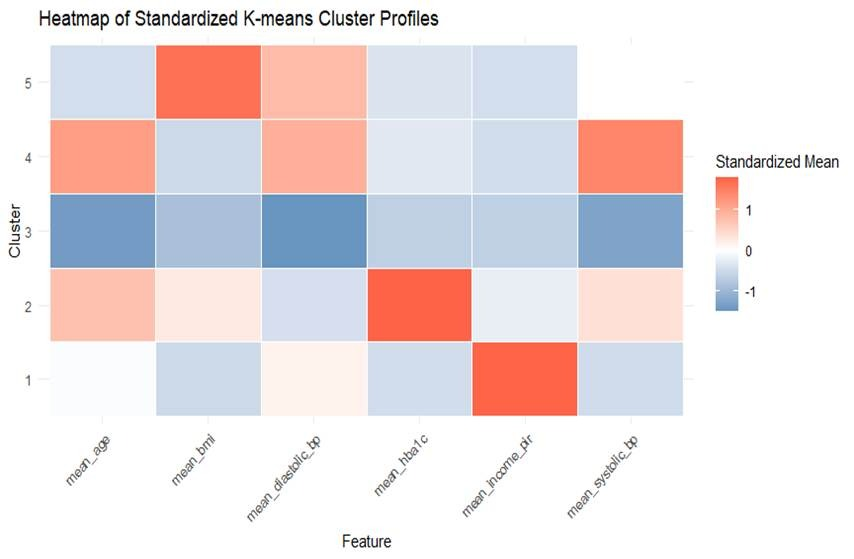 Heatmap of Standardized K-means Cluster Profiles
Cluster
5
4
3
2
1
mean_age
mean_bmi
mean_diastolic_bp
mean_hba1c
mean_income_pir
mean_systolic_bp
Feature
Standardized Mean
1
0
-1